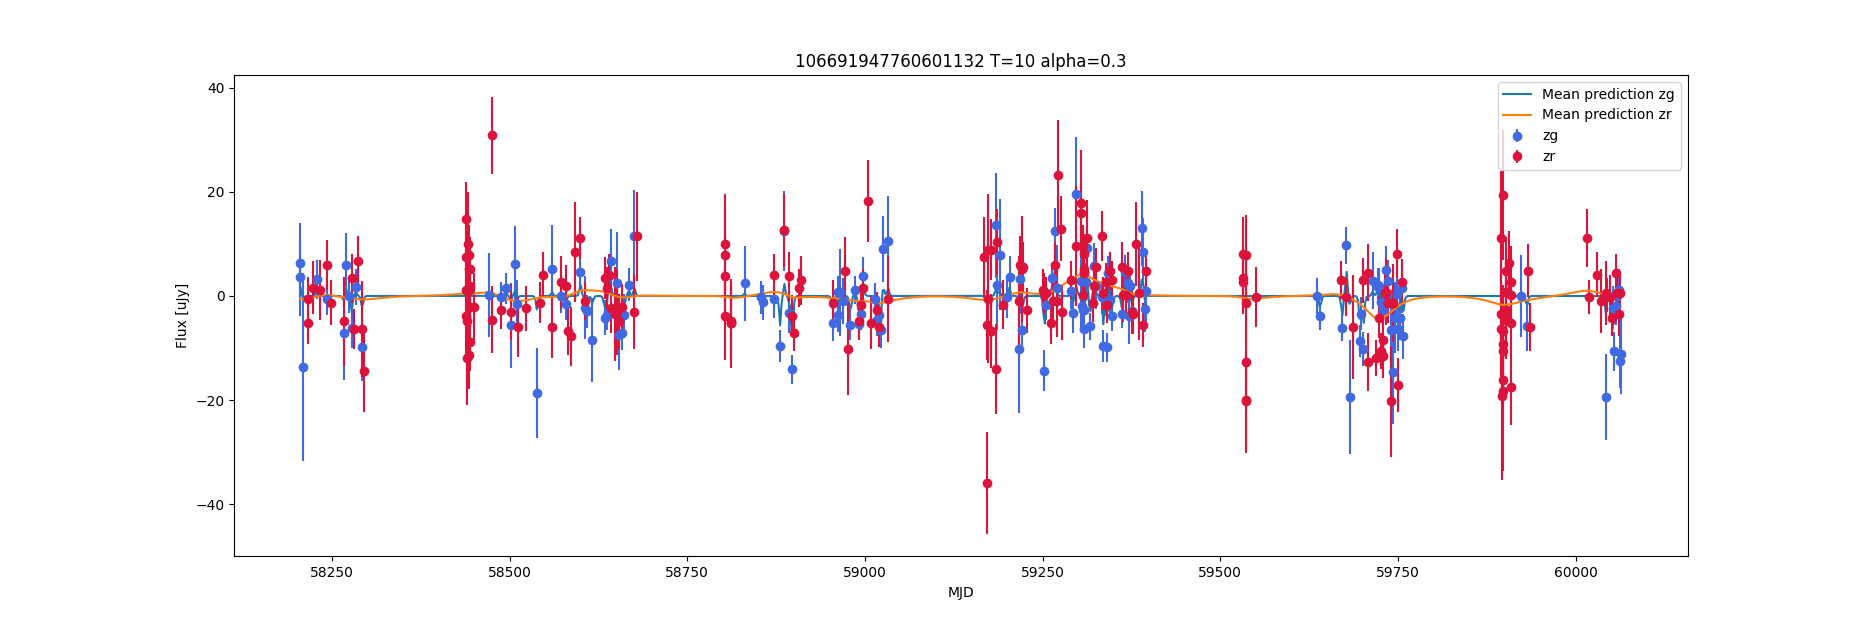 106691947760601132 T=10 alpha=0.3
Mean prediction zg
Mean prediction zr
zg
zr
Flux [uJy]
40
20
0
−20
−40
58250 58500 58750 59000 59250 59500 59750 60000
MJD